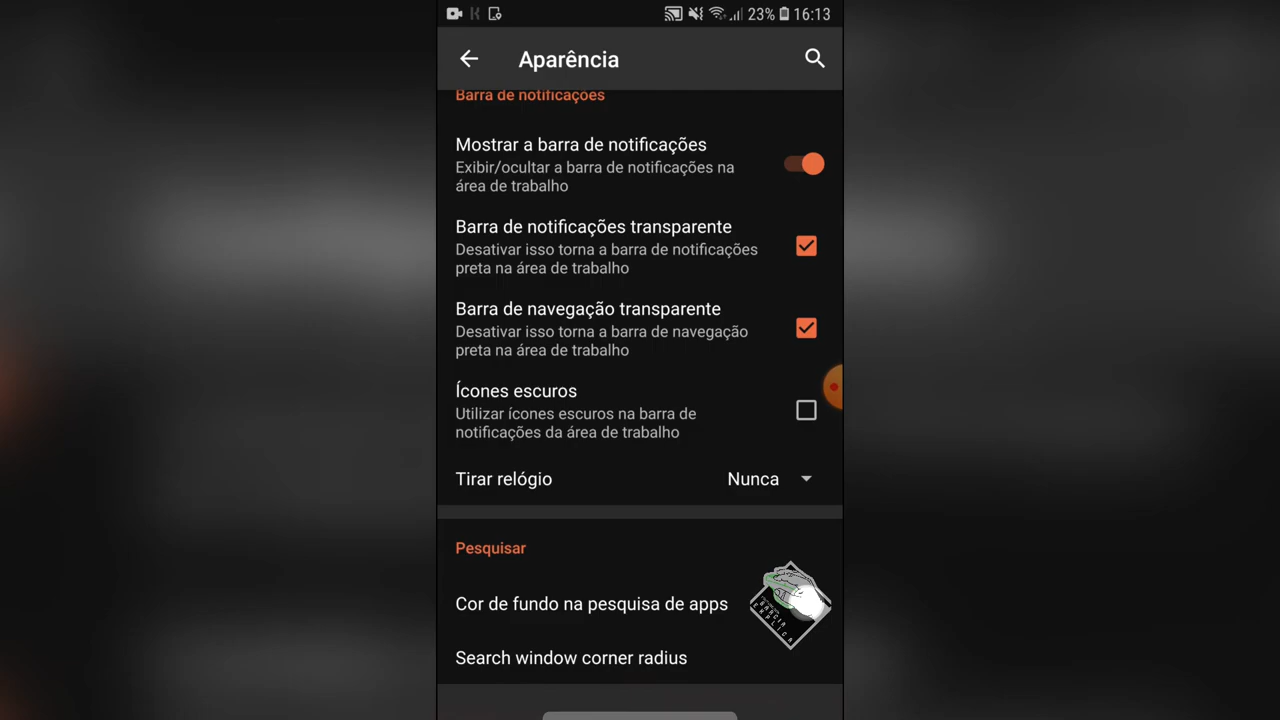 23% 16:13
Aparência
Barra de notificações
Mostrar a barra de notificações
Exibir/ocultar a barra de notificações na
área de trabalho
Barra de notificações transparente
Desativar isso torna a barra de notificações
preta na área de trabalho
Barra de navegação transparente
Desativar isso torna a barra de navegação
preta na área de trabalho
Ícones escuros
Utilizar ícones escuros na barra de
notificações da área de trabalho
Tirar relógio Nunca
Pesquisar
Cor de fundo na pesquisa de apps
GARCIA
EXPLICA
Search window corner radius